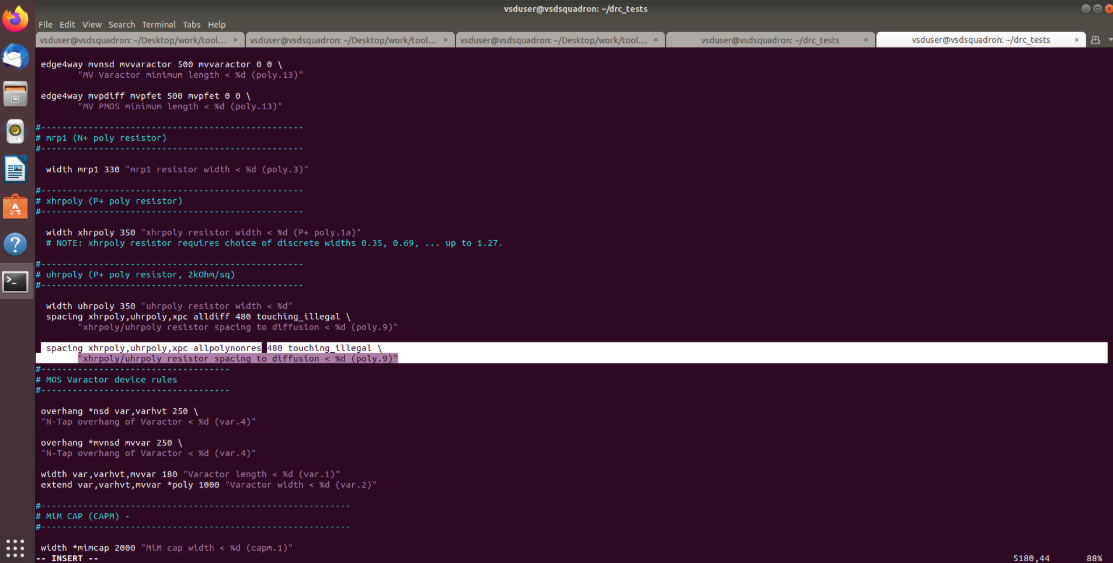 vsduser@vsdsquadron: ~/drc_tests
File Edit View Search Terminal Tabs Help
vsduser@vsdsquadron: ~/Desktop/work/tool... × vsduser@vsdsquadron: ~/Desktop/work/tool... × vsduser@vsdsquadron: ~/Desktop/work/tool... × vsduser@vsdsquadron: ~/drc_tests × vsduser@vsdsquadron: ~/drc_tests ×
edge4way mvnsd mvvaractor 500 mvvaractor 0 0 \
"MV Varactor minimum length < %d (poly.13)"
edge4way mvpdiff mvpfet 500 mvpfet 0 0 \
"MV PMOS minimum length < %d (poly.13)"
#--------------------------------------------------
# mrp1 (N+ poly resistor)
#--------------------------------------------------
width mrp1 330 "mrp1 resistor width < %d (poly.3)"
#--------------------------------------------------
# xhrpoly (P+ poly resistor)
#--------------------------------------------------
width xhrpoly 350 "xhrpoly resistor width < %d (P+ poly.1a)"
# NOTE: xhrpoly resistor requires choice of discrete widths 0.35, 0.69, ... up to 1.27.
#--------------------------------------------------
# uhrpoly (P+ poly resistor, 2kOhm/sq)
#--------------------------------------------------
width uhrpoly 350 "uhrpoly resistor width < %d"
spacing xhrpoly,uhrpoly,xpc alldiff 480 touching_illegal \
"xhrpoly/uhrpoly resistor spacing to diffusion < %d (poly.9)"
spacing xhrpoly,uhrpoly,xpc allpolynonres 480 touching_illegal \
"xhrpoly/uhrpoly resistor spacing to diffusion < %d (poly.9)"
#------------------------------------
# MOS Varactor device rules
#------------------------------------
overhang *nsd var,varhvt 250 \
"N-Tap overhang of Varactor < %d (var.4)"
overhang *mvnsd mvvar 250 \
"N-Tap overhang of Varactor < %d (var.4)"
width var,varhvt,mvvar 180 "Varactor length < %d (var.1)"
extend var,varhvt,mvvar *poly 1000 "Varactor width < %d (var.2)"
#-----------------------------------------------------------
# MiM CAP (CAPM) -
#-----------------------------------------------------------
width *mimcap 2000 "MiM cap width < %d (capm.1)"
-- INSERT -- 5180,44 88%